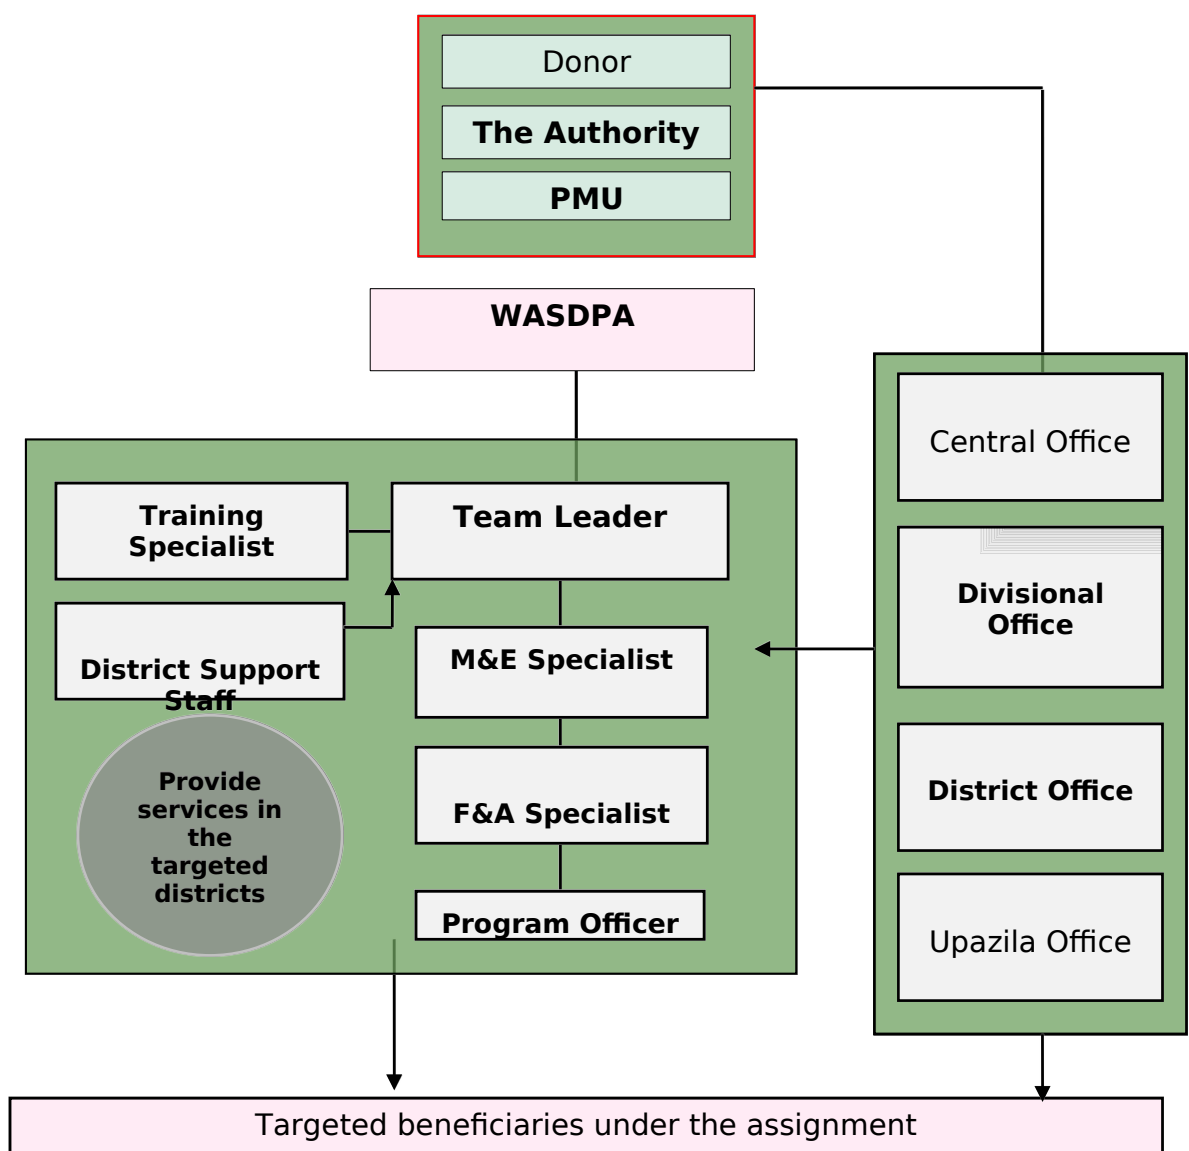 Donor
The Authority
PMU
WASDPA
Training
Specialist
Team Leader
District Support
Staff
M&E Specialist
F&A Specialist
Program Officer
Provide
services in
the
targeted
districts
Central Office
Divisional
Office
District Office
Upazila Office
Targeted beneficiaries under the assignment